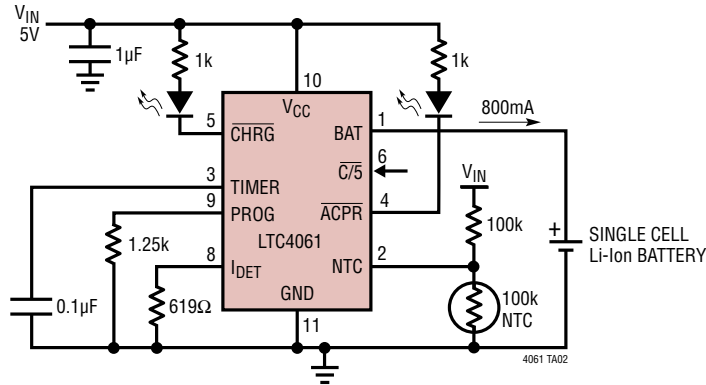 VIN
5V
1µF
1k
1k
10
VCC
800mA
5
CHRG
BAT
1
C/5
6
3
TIMER
9
PROG
ACPR
4
VIN
LTC4061
100k
1.25k
8
IDET
NTC
2
+
SINGLE CELL
Li-Ion BATTERY
0.1µF
619Ω
GND
11
100k
NTC
4061 TA02